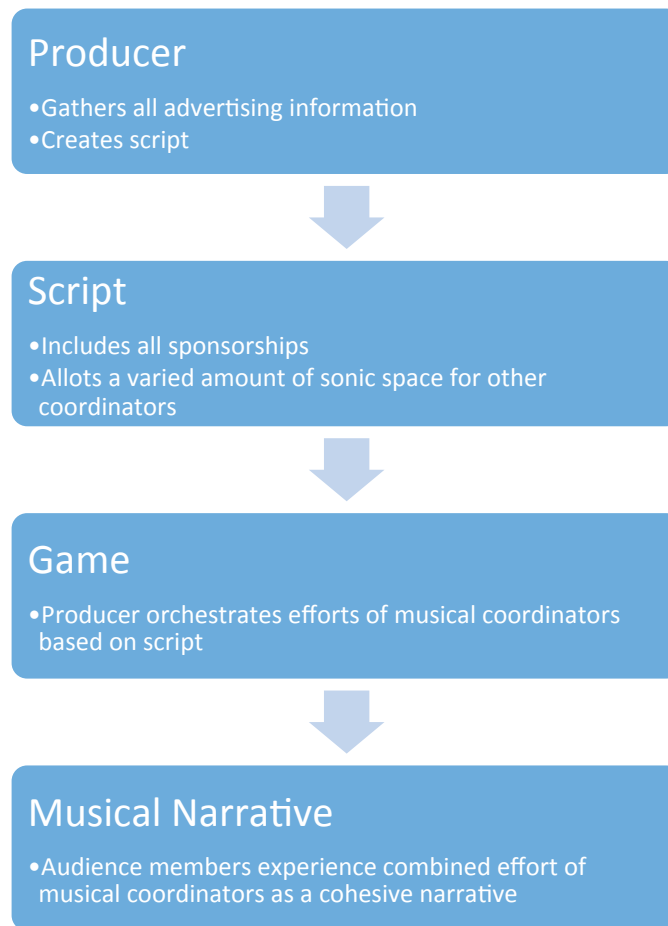 Producer
•Gathers all advertising information
•Creates script
Script
•Includes all sponsorships
•Allots a varied amount of sonic space for other
coordinators
Game
•Producer orchestrates efforts of musical coordinators
based on script
Musical Narrative
•Audience members experience combined effort of
musical coordinators as a cohesive narrative